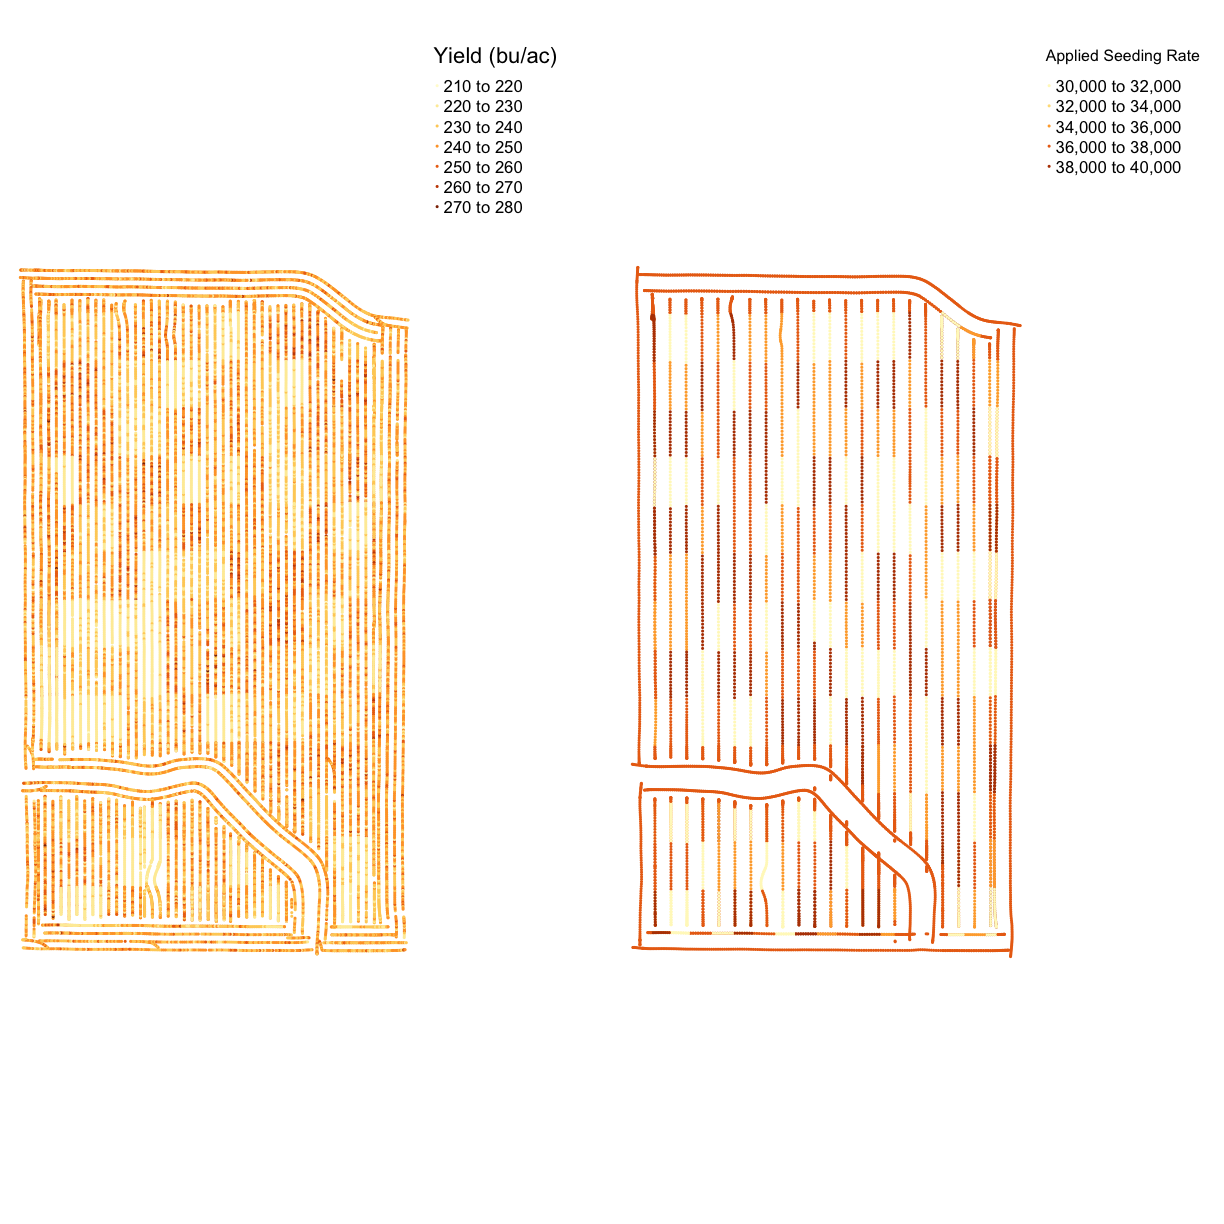 Yield (bu/ac)
210 to 220
220 to 230
230 to 240
240 to 250
250 to 260
260 to 270
270 to 280
Applied Seeding Rate
30,000 to 32,000
32,000 to 34,000
34,000 to 36,000
36,000 to 38,000
38,000 to 40,000